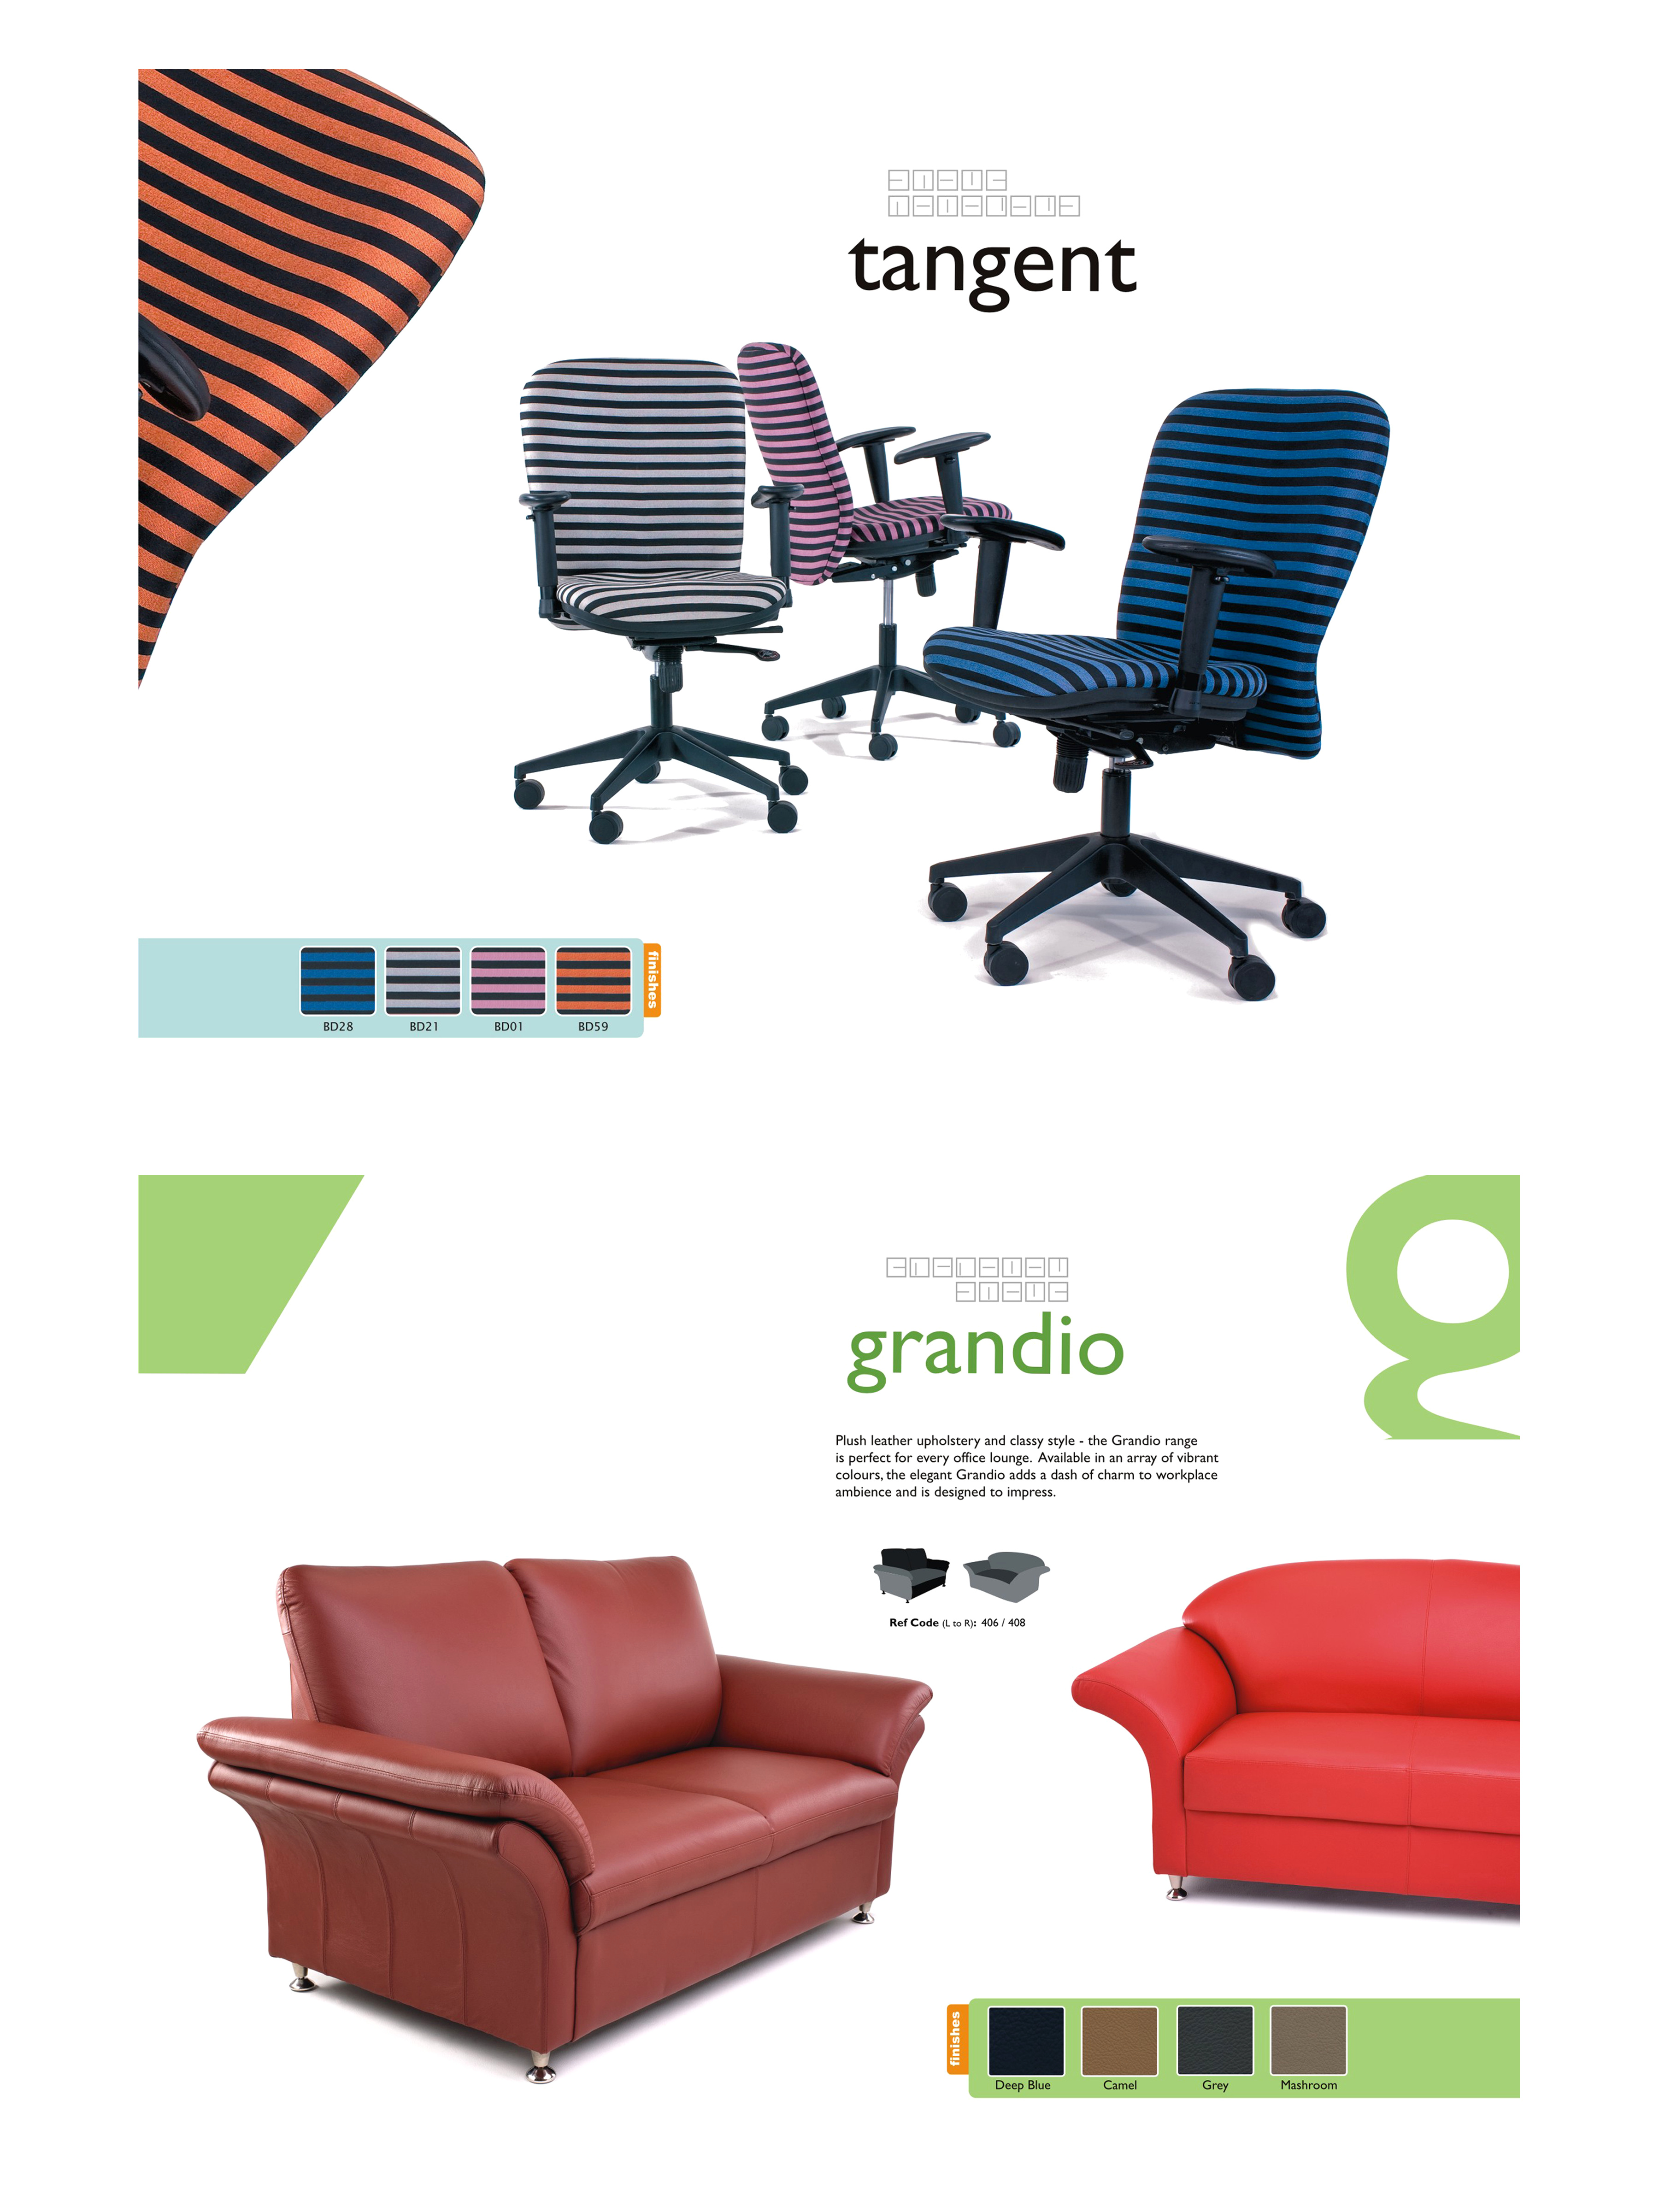 tangent
finishes
BD28 BD21 BD01 BD59
grandio
Plush leather upholstery and classy style - the Grandio range
is perfect for every office lounge. Available in an array of vibrant
colours, the elegant Grandio adds a dash of charm to workplace
ambience and is designed to impress.
Ref Code (L to R): 406 / 408
finishes
Deep Blue Camel Grey Mashroom